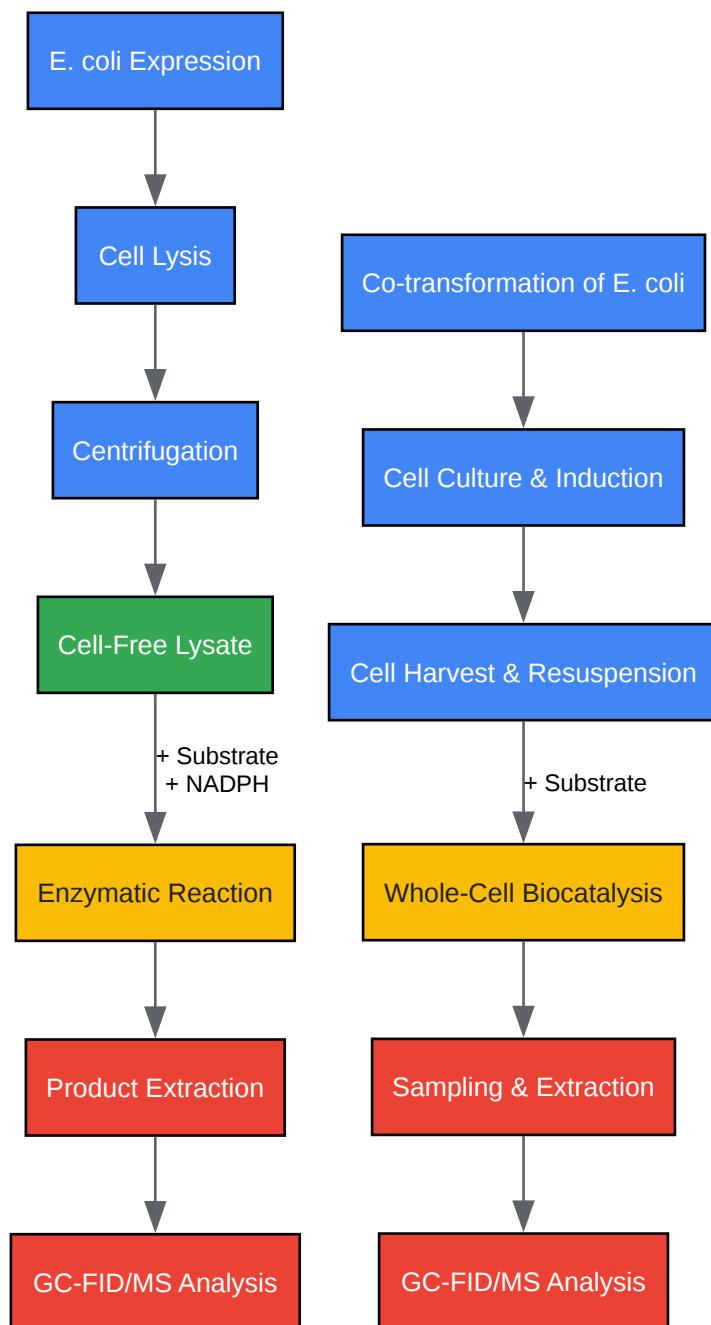 E. coli Expression
Cell Lysis
Centrifugation
Cell-Free Lysate
+ Substrate
+ NADPH
Enzymatic Reaction
Product Extraction
GC-FID/MS Analysis
Co-transformation of E. coli
Cell Culture & Induction
Cell Harvest & Resuspension
+ Substrate
Whole-Cell Biocatalysis
Sampling & Extraction
GC-FID/MS Analysis